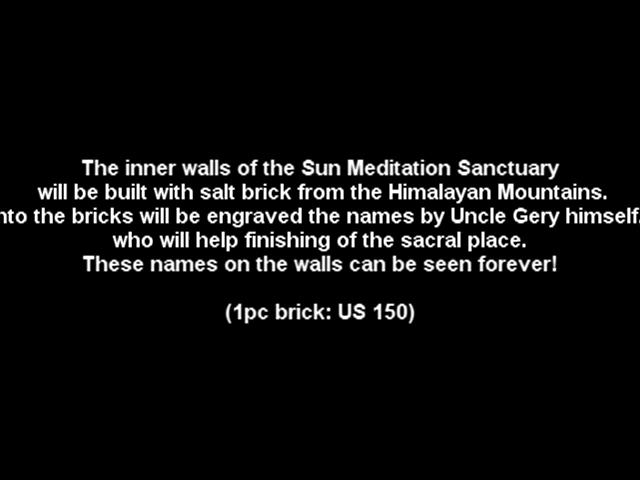 The inner walls of the Sun Meditation Sanctuary
will be built with salt brick from the Himalayan Mountains.
nto the bricks will be engraved the names by Uncle Gery himself.
who will help finishing of the sacral place.
These names on the walls can be seen forever!
(1pc brick: US 150)